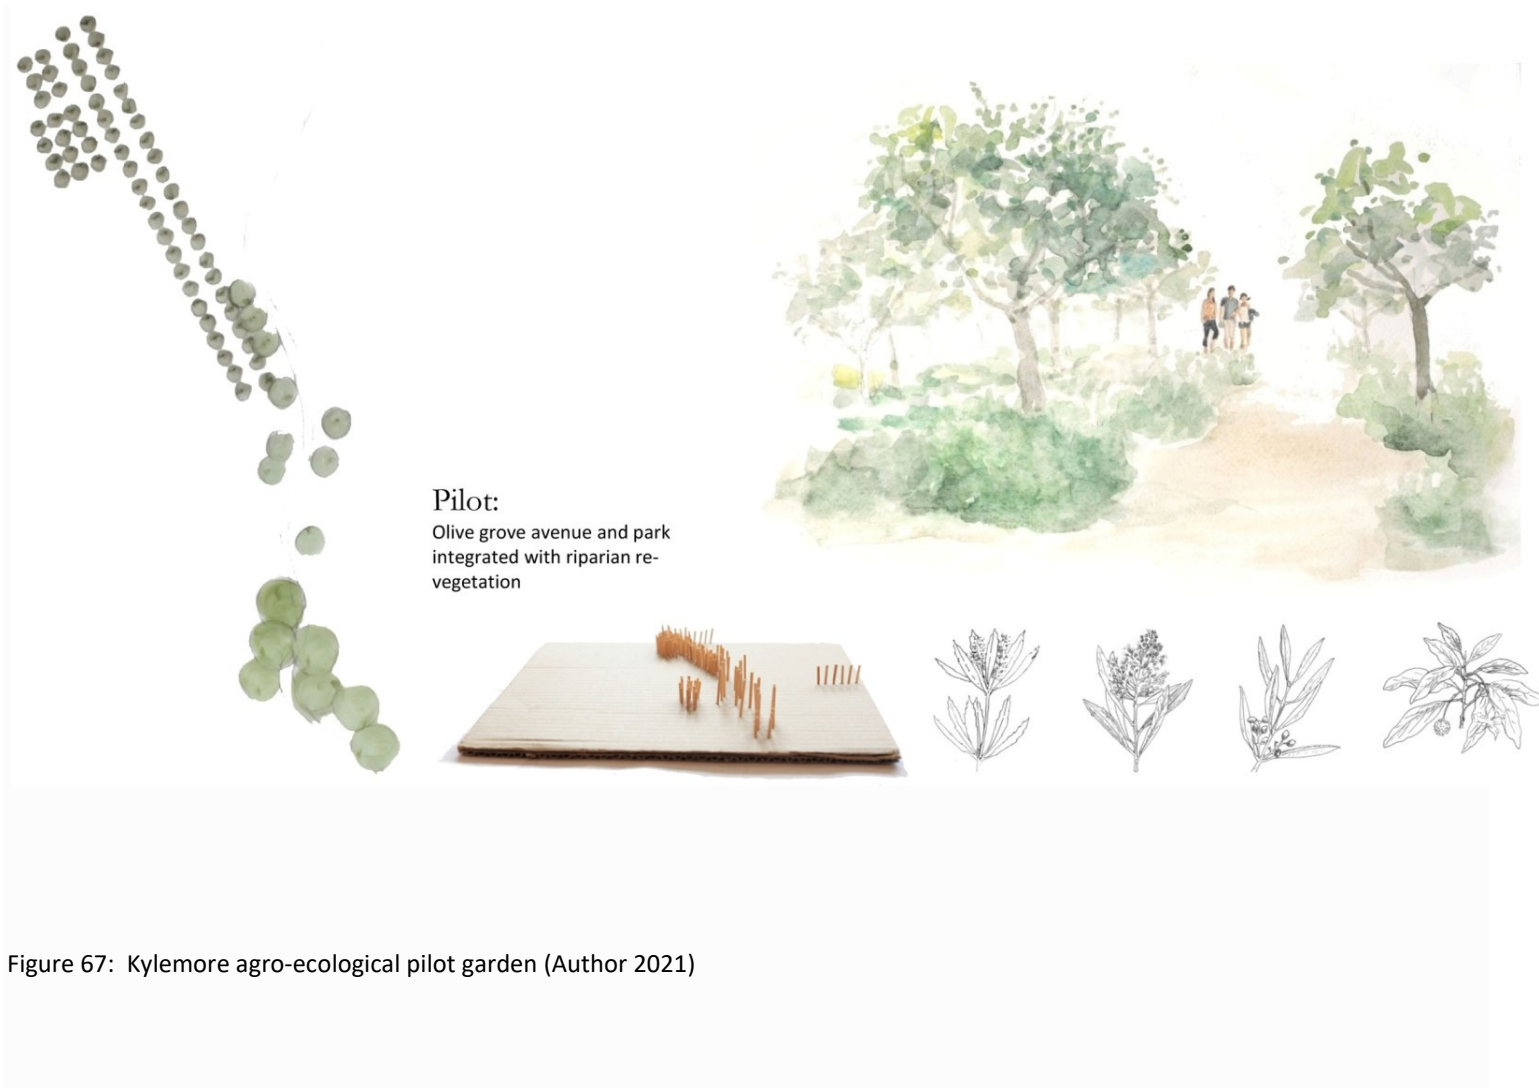 Pilot:
Olive grove avenue and park
integrated with riparian re-
vegetation
Figure 67:  Kylemore agro-ecological pilot garden (Author 2021)